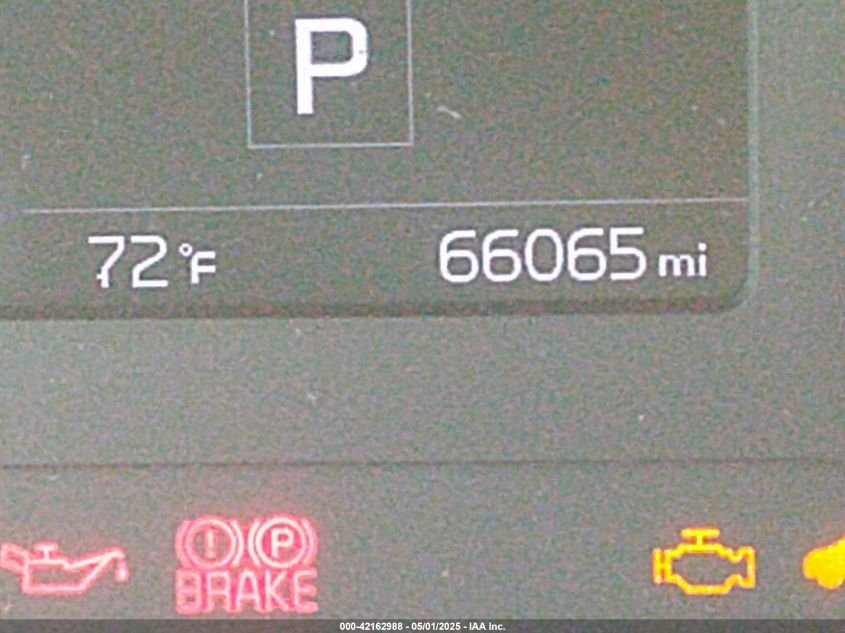 P
72°F 66065 mi
! P
BRAKE
000-42162988 - 05/01/2025 - IAA Inc.